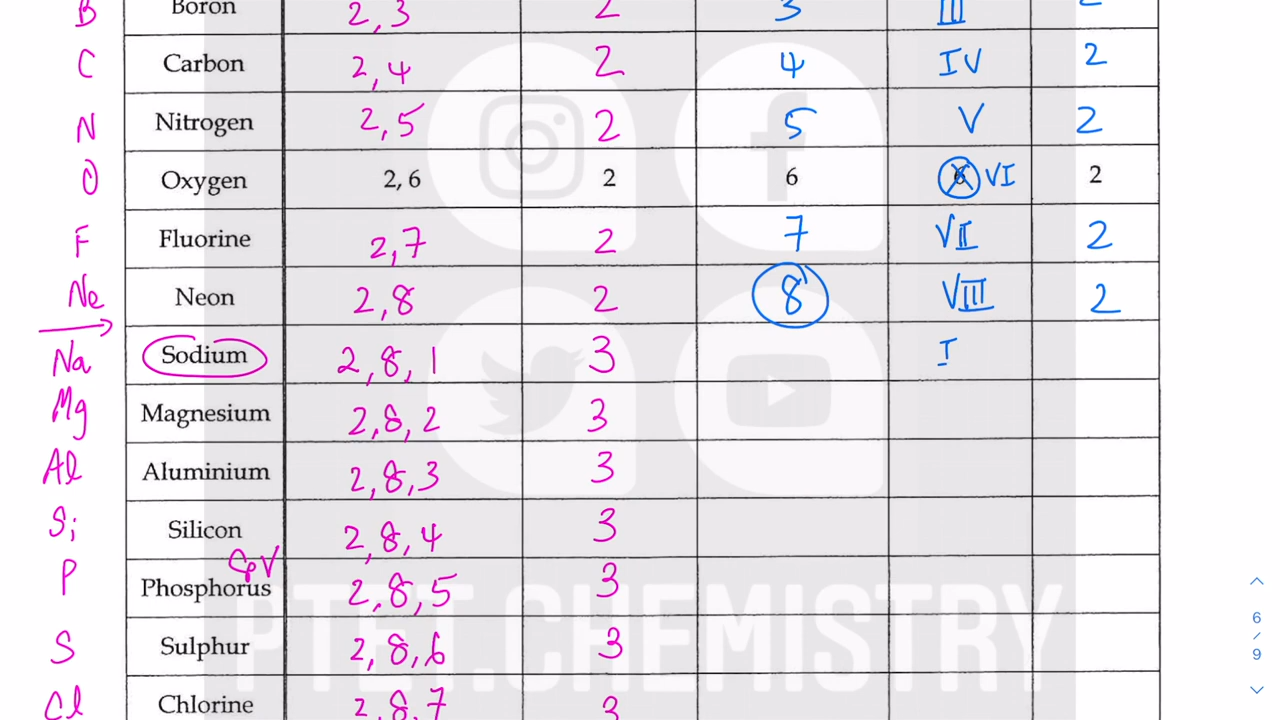 B Boron 2,3 2 3 III 2
C Carbon 2,4 2 4 IV 2
N Nitrogen 2,5 2 5 V 2
O Oxygen 2, 6 2 6 6 VI 2
F Fluorine 2,7 2 7 VII 2
Ne Neon 2,8 2 8 VIII 2
Na Sodium 2,8,1 3 I
Mg Magnesium 2,8,2 3
Al Aluminium 2,8,3 3
Si Silicon 2,8,4 3
P Phosphorus 2,8,5 3
S Sulphur 2,8,6 3
Cl Chlorine 2,8,7 3
PTET.CHEMISTRY
6
/
9